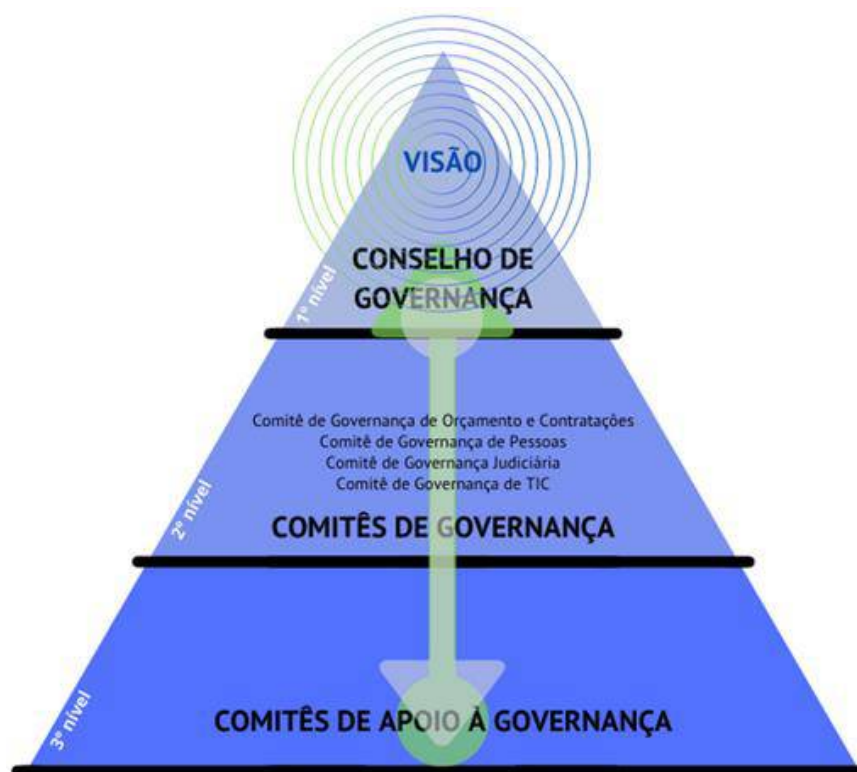 VISÃO
CONSELHO DE
GOVERNANÇA
1º nível
Comitê de Governança de Orçamento e Contratações
Comitê de Governança de Pessoas
Comitê de Governança Judiciária
Comitê de Governança de TIC
COMITÊS DE GOVERNANÇA
2º nível
COMITÊS DE APOIO À GOVERNANÇA
3º nível